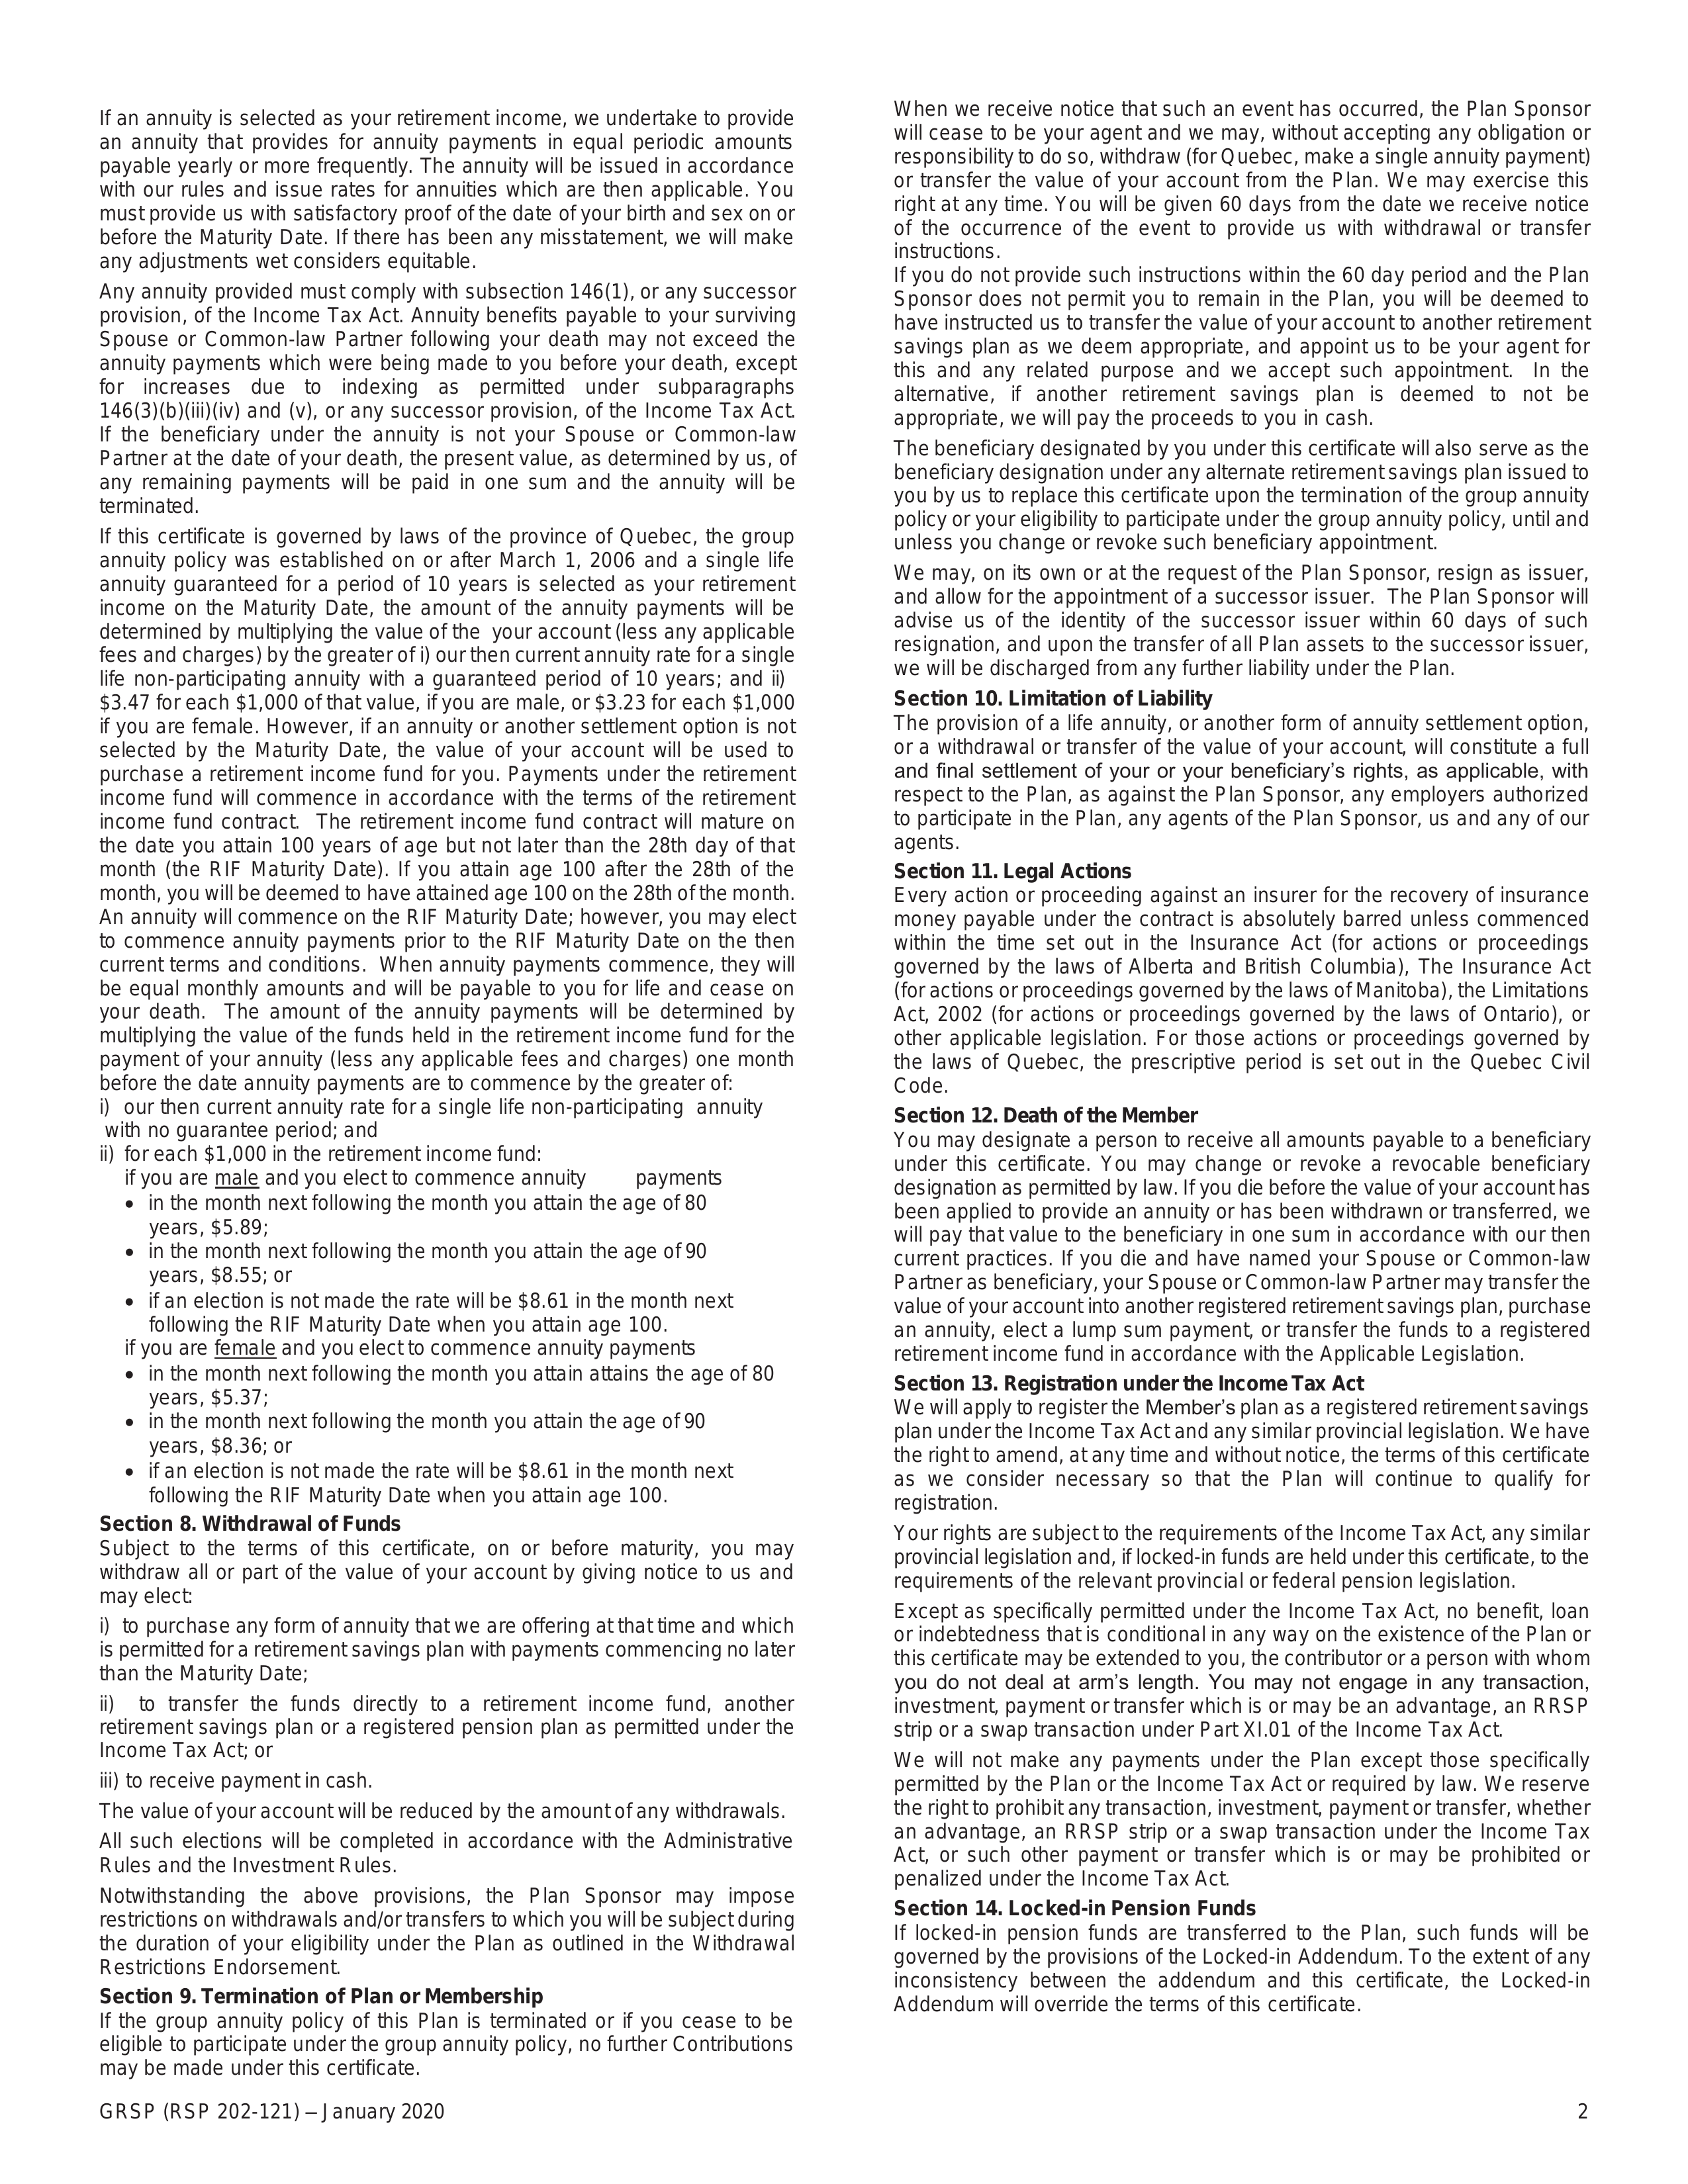 If an annuity is selected as your retirement income, we undertake to provide
an annuity that provides for annuity payments in equal periodic amounts
payable yearly or more frequently. The annuity will be issued in accordance
with our rules and issue rates for annuities which are then applicable. You
must provide us with satisfactory proof of the date of your birth and sex on or
before the Maturity Date. If there has been any misstatement, we will make
any adjustments wet considers equitable.
Any annuity provided must comply with subsection 146(1), or any successor
provision, of the Income Tax Act. Annuity benefits payable to your surviving
Spouse or Common-law Partner following your death may not exceed the
annuity payments which were being made to you before your death, except
for increases due to indexing as permitted under subparagraphs
146(3)(b)(iii)(iv) and (v), or any successor provision, of the Income Tax Act.
If the beneficiary under the annuity is not your Spouse or Common-law
Partner at the date of your death, the present value, as determined by us, of
any remaining payments will be paid in one sum and the annuity will be
terminated.
If this certificate is governed by laws of the province of Quebec, the group
annuity policy was established on or after March 1, 2006 and a single life
annuity guaranteed for a period of 10 years is selected as your retirement
income on the Maturity Date, the amount of the annuity payments will be
determined by multiplying the value of the your account (less any applicable
fees and charges) by the greater of i) our then current annuity rate for a single
life non-participating annuity with a guaranteed period of 10 years; and ii)
$3.47 for each $1,000 of that value, if you are male, or $3.23 for each $1,000
if you are female. However, if an annuity or another settlement option is not
selected by the Maturity Date, the value of your account will be used to
purchase a retirement income fund for you. Payments under the retirement
income fund will commence in accordance with the terms of the retirement
income fund contract. The retirement income fund contract will mature on
the date you attain 100 years of age but not later than the 28th day of that
month (the RIF Maturity Date). If you attain age 100 after the 28th of the
month, you will be deemed to have attained age 100 on the 28th of the month.
An annuity will commence on the RIF Maturity Date; however, you may elect
to commence annuity payments prior to the RIF Maturity Date on the then
current terms and conditions. When annuity payments commence, they will
be equal monthly amounts and will be payable to you for life and cease on
your death. The amount of the annuity payments will be determined by
multiplying the value of the funds held in the retirement income fund for the
payment of your annuity (less any applicable fees and charges) one month
before the date annuity payments are to commence by the greater of:
i) our then current annuity rate for a single life non-participating annuity
with no guarantee period; and
ii) for each $1,000 in the retirement income fund:
if you are male and you elect to commence annuity payments
• in the month next following the month you attain the age of 80
years, $5.89;
• in the month next following the month you attain the age of 90
years, $8.55; or
• if an election is not made the rate will be $8.61 in the month next
following the RIF Maturity Date when you attain age 100.
if you are female and you elect to commence annuity payments
• in the month next following the month you attain attains the age of 80
years, $5.37;
• in the month next following the month you attain the age of 90
years, $8.36; or
• if an election is not made the rate will be $8.61 in the month next
following the RIF Maturity Date when you attain age 100.
Section 8. Withdrawal of Funds
Subject to the terms of this certificate, on or before maturity, you may
withdraw all or part of the value of your account by giving notice to us and
may elect:
i) to purchase any form of annuity that we are offering at that time and which
is permitted for a retirement savings plan with payments commencing no later
than the Maturity Date;
ii) to transfer the funds directly to a retirement income fund, another
retirement savings plan or a registered pension plan as permitted under the
Income Tax Act; or
iii) to receive payment in cash.
The value of your account will be reduced by the amount of any withdrawals.
All such elections will be completed in accordance with the Administrative
Rules and the Investment Rules.
Notwithstanding the above provisions, the Plan Sponsor may impose
restrictions on withdrawals and/or transfers to which you will be subject during
the duration of your eligibility under the Plan as outlined in the Withdrawal
Restrictions Endorsement.
Section 9. Termination of Plan or Membership
If the group annuity policy of this Plan is terminated or if you cease to be
eligible to participate under the group annuity policy, no further Contributions
may be made under this certificate.
When we receive notice that such an event has occurred, the Plan Sponsor
will cease to be your agent and we may, without accepting any obligation or
responsibility to do so, withdraw (for Quebec, make a single annuity payment)
or transfer the value of your account from the Plan. We may exercise this
right at any time. You will be given 60 days from the date we receive notice
of the occurrence of the event to provide us with withdrawal or transfer
instructions.
If you do not provide such instructions within the 60 day period and the Plan
Sponsor does not permit you to remain in the Plan, you will be deemed to
have instructed us to transfer the value of your account to another retirement
savings plan as we deem appropriate, and appoint us to be your agent for
this and any related purpose and we accept such appointment. In the
alternative, if another retirement savings plan is deemed to not be
appropriate, we will pay the proceeds to you in cash.
The beneficiary designated by you under this certificate will also serve as the
beneficiary designation under any alternate retirement savings plan issued to
you by us to replace this certificate upon the termination of the group annuity
policy or your eligibility to participate under the group annuity policy, until and
unless you change or revoke such beneficiary appointment.
We may, on its own or at the request of the Plan Sponsor, resign as issuer,
and allow for the appointment of a successor issuer. The Plan Sponsor will
advise us of the identity of the successor issuer within 60 days of such
resignation, and upon the transfer of all Plan assets to the successor issuer,
we will be discharged from any further liability under the Plan.
Section 10. Limitation of Liability
The provision of a life annuity, or another form of annuity settlement option,
or a withdrawal or transfer of the value of your account, will constitute a full
and final settlement of your or your beneficiary's rights, as applicable, with
respect to the Plan, as against the Plan Sponsor, any employers authorized
to participate in the Plan, any agents of the Plan Sponsor, us and any of our
agents.
Section 11. Legal Actions
Every action or proceeding against an insurer for the recovery of insurance
money payable under the contract is absolutely barred unless commenced
within the time set out in the Insurance Act (for actions or proceedings
governed by the laws of Alberta and British Columbia), The Insurance Act
(for actions or proceedings governed by the laws of Manitoba), the Limitations
Act, 2002 (for actions or proceedings governed by the laws of Ontario), or
other applicable legislation. For those actions or proceedings governed by
the laws of Quebec, the prescriptive period is set out in the Quebec Civil
Code.
Section 12. Death of the Member
You may designate a person to receive all amounts payable to a beneficiary
under this certificate. You may change or revoke a revocable beneficiary
designation as permitted by law. If you die before the value of your account has
been applied to provide an annuity or has been withdrawn or transferred, we
will pay that value to the beneficiary in one sum in accordance with our then
current practices. If you die and have named your Spouse or Common-law
Partner as beneficiary, your Spouse or Common-law Partner may transfer the
value of your account into another registered retirement savings plan, purchase
an annuity, elect a lump sum payment, or transfer the funds to a registered
retirement income fund in accordance with the Applicable Legislation.
Section 13. Registration under the Income Tax Act
We will apply to register the Member's plan as a registered retirement savings
plan under the Income Tax Act and any similar provincial legislation. We have
the right to amend, at any time and without notice, the terms of this certificate
as we consider necessary so that the Plan will continue to qualify for
registration.
Your rights are subject to the requirements of the Income Tax Act, any similar
provincial legislation and, if locked-in funds are held under this certificate, to the
requirements of the relevant provincial or federal pension legislation.
Except as specifically permitted under the Income Tax Act, no benefit, loan
or indebtedness that is conditional in any way on the existence of the Plan or
this certificate may be extended to you, the contributor or a person with whom
you do not deal at arm's length. You may not engage in any transaction,
investment, payment or transfer which is or may be an advantage, an RRSP
strip or a swap transaction under Part XI.01 of the Income Tax Act.
We will not make any payments under the Plan except those specifically
permitted by the Plan or the Income Tax Act or required by law. We reserve
the right to prohibit any transaction, investment, payment or transfer, whether
an advantage, an RRSP strip or a swap transaction under the Income Tax
Act, or such other payment or transfer which is or may be prohibited or
penalized under the Income Tax Act.
Section 14. Locked-in Pension Funds
If locked-in pension funds are transferred to the Plan, such funds will be
governed by the provisions of the Locked-in Addendum. To the extent of any
inconsistency between the addendum and this certificate, the Locked-in
Addendum will override the terms of this certificate.
GRSP (RSP 202-121) – January 2020
2